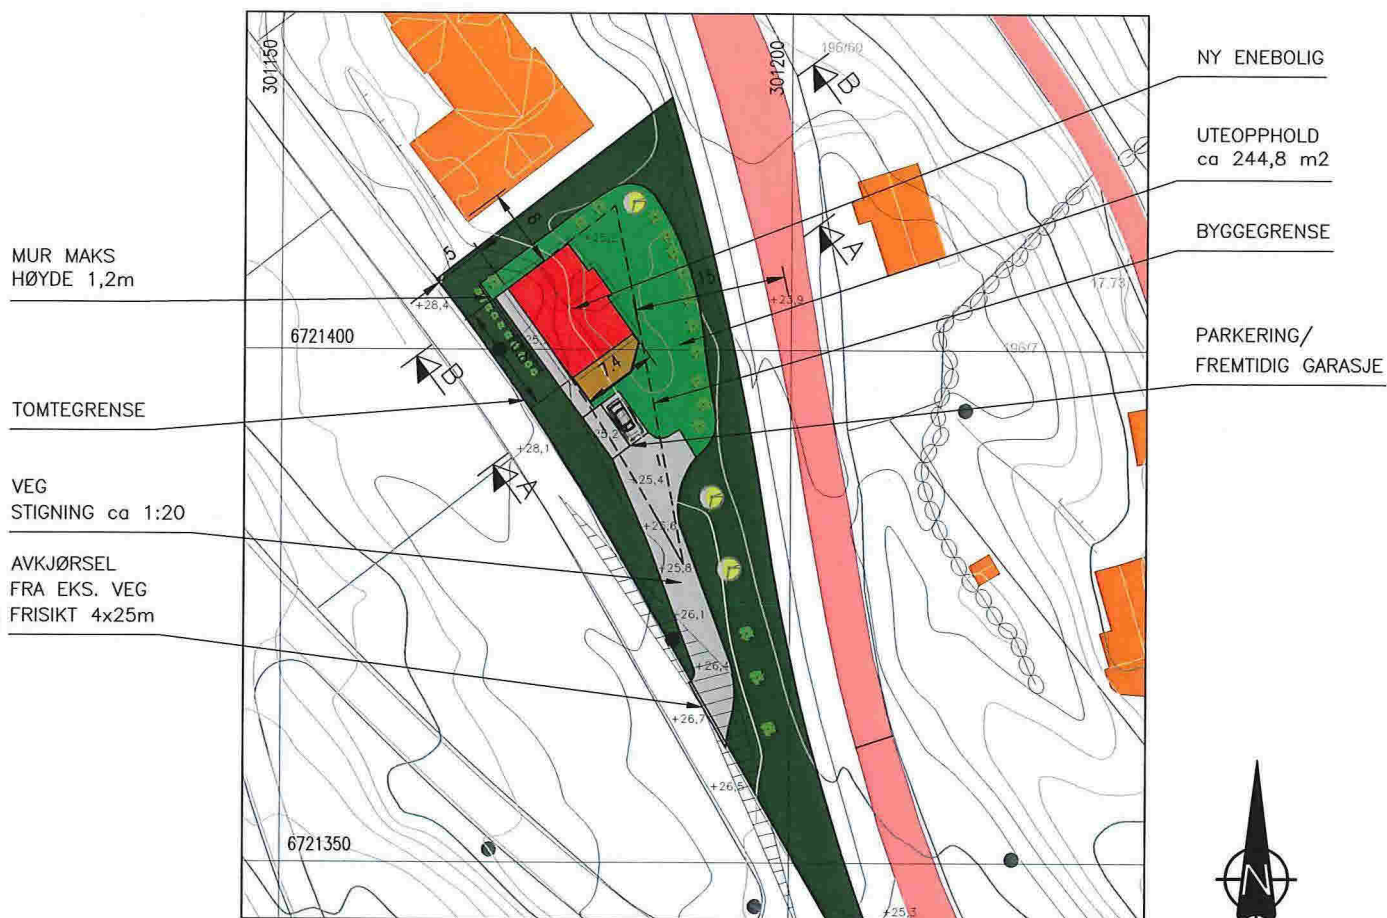 301150
301200
196/60
B
NY ENEBOLIG
UTEOPPHOLD
ca 244,8 m2
A
BYGGEGRENSE
MUR MAKS
HØYDE 1,2m
8
5
15
+28,4
+23,9
17.73
6721400
196/7
PARKERING/
FREMTIDIG GARASJE
B
7.4
TOMTEGRENSE
+28,1
A
+25,4
VEG
STIGNING ca 1:20
+25,6
+25,8
AVKJØRSEL
FRA EKS. VEG
FRISIKT 4x25m
+26,1
+26,4
+26,7
+26,5
6721350
N
+25,3